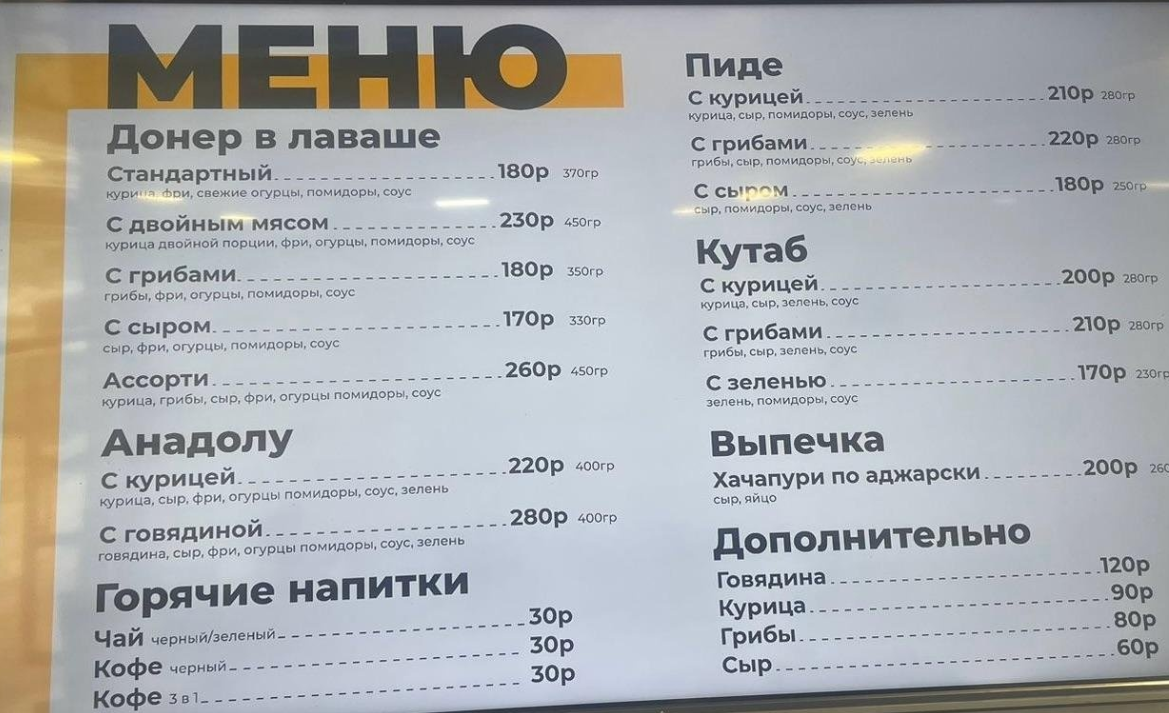 МЕНЮ
Донер в лаваше
Стандартный 180р 370гр
курица, фри, свежие огурцы, помидоры, соус
С двойным мясом 230р 450гр
курица двойной порции, фри, огурцы, помидоры, соус
С грибами 180р 350гр
грибы, фри, огурцы, помидоры, соус
С сыром 170р 330гр
сыр, фри, огурцы, помидоры, соус
Ассорти 260р 450гр
курица, грибы, сыр, фри, огурцы помидоры, соус
Анадолу
С курицей 220р 400гр
курица, сыр, фри, огурцы помидоры, соус, зелень
С говядиной 280р 400гр
говядина, сыр, фри, огурцы помидоры, соус, зелень
Горячие напитки
Чай черный/зеленый 30р
Кофе черный 30р
Кофе 3 в 1 30р
Пиде
С курицей 210р 280гр
курица, сыр, помидоры, соус, зелень
С грибами 220р 280гр
грибы, сыр, помидоры, соус, зелень
С сыром 180р 250гр
сыр, помидоры, соус, зелень
Кутаб
С курицей 200р 280гр
курица, сыр, зелень, соус
С грибами 210р 280гр
грибы, сыр, зелень, соус
С зеленью 170р 230гр
зелень, помидоры, соус
Выпечка
Хачапури по аджарски 200р
сыр, яйцо
Дополнительно
Говядина 120р
Курица 90р
Грибы 80р
Сыр 60р